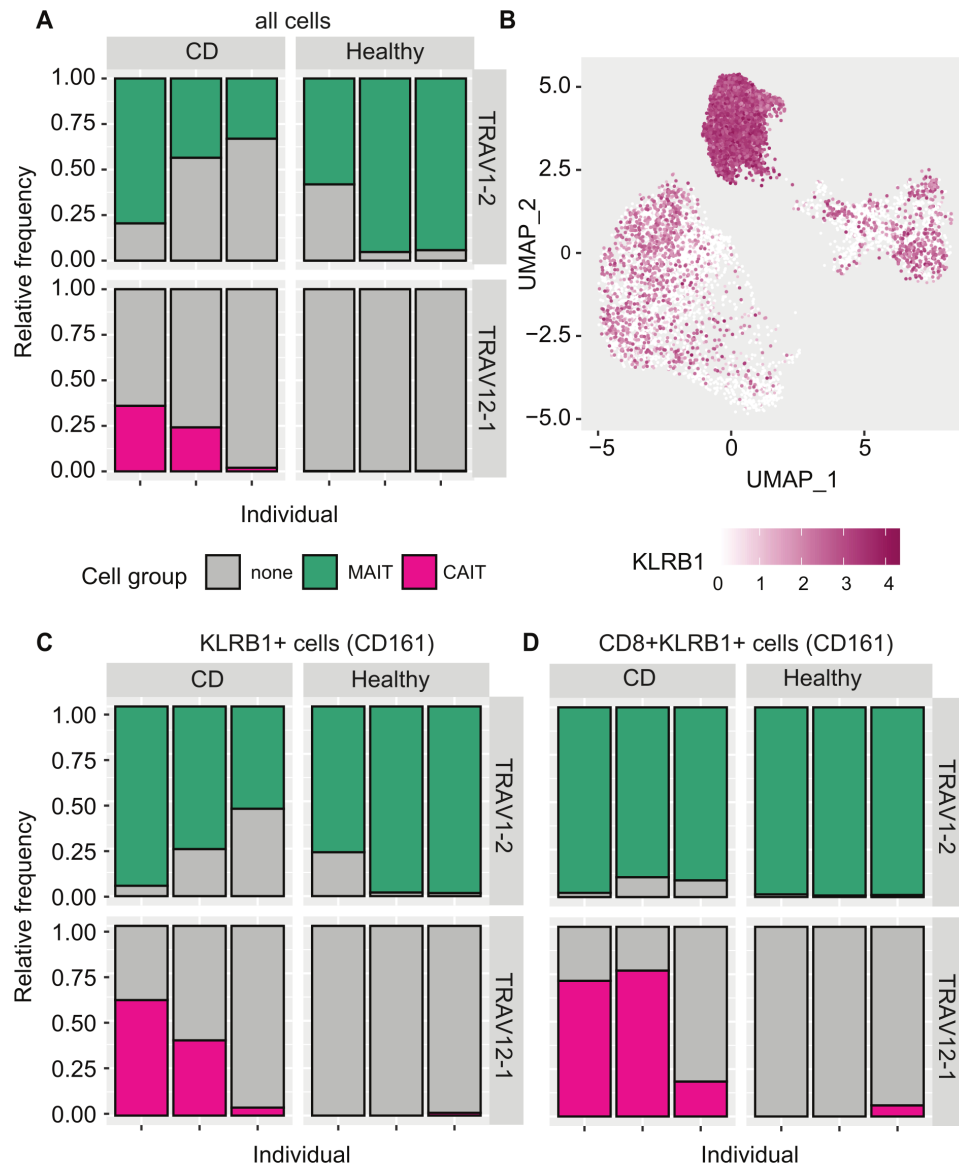 A
all cells
CD
Healthy
1.00
0.75
0.50
0.25
0.00
TRAV1-2
1.00
0.75
0.50
0.25
0.00
TRAV12-1
Relative frequency
Individual
Cell group none MAIT CAIT
B
5.0
2.5
0
−2.5
−5.0
UMAP_2
−5 0 5
UMAP_1
KLRB1
0 1 2 3 4
C
KLRB1+ cells (CD161)
CD
Healthy
1.00
0.75
0.50
0.25
0.00
TRAV1-2
1.00
0.75
0.50
0.25
0.00
TRAV12-1
Relative frequency
Individual
D
CD8+KLRB1+ cells (CD161)
CD
Healthy
TRAV1-2
TRAV12-1
Individual